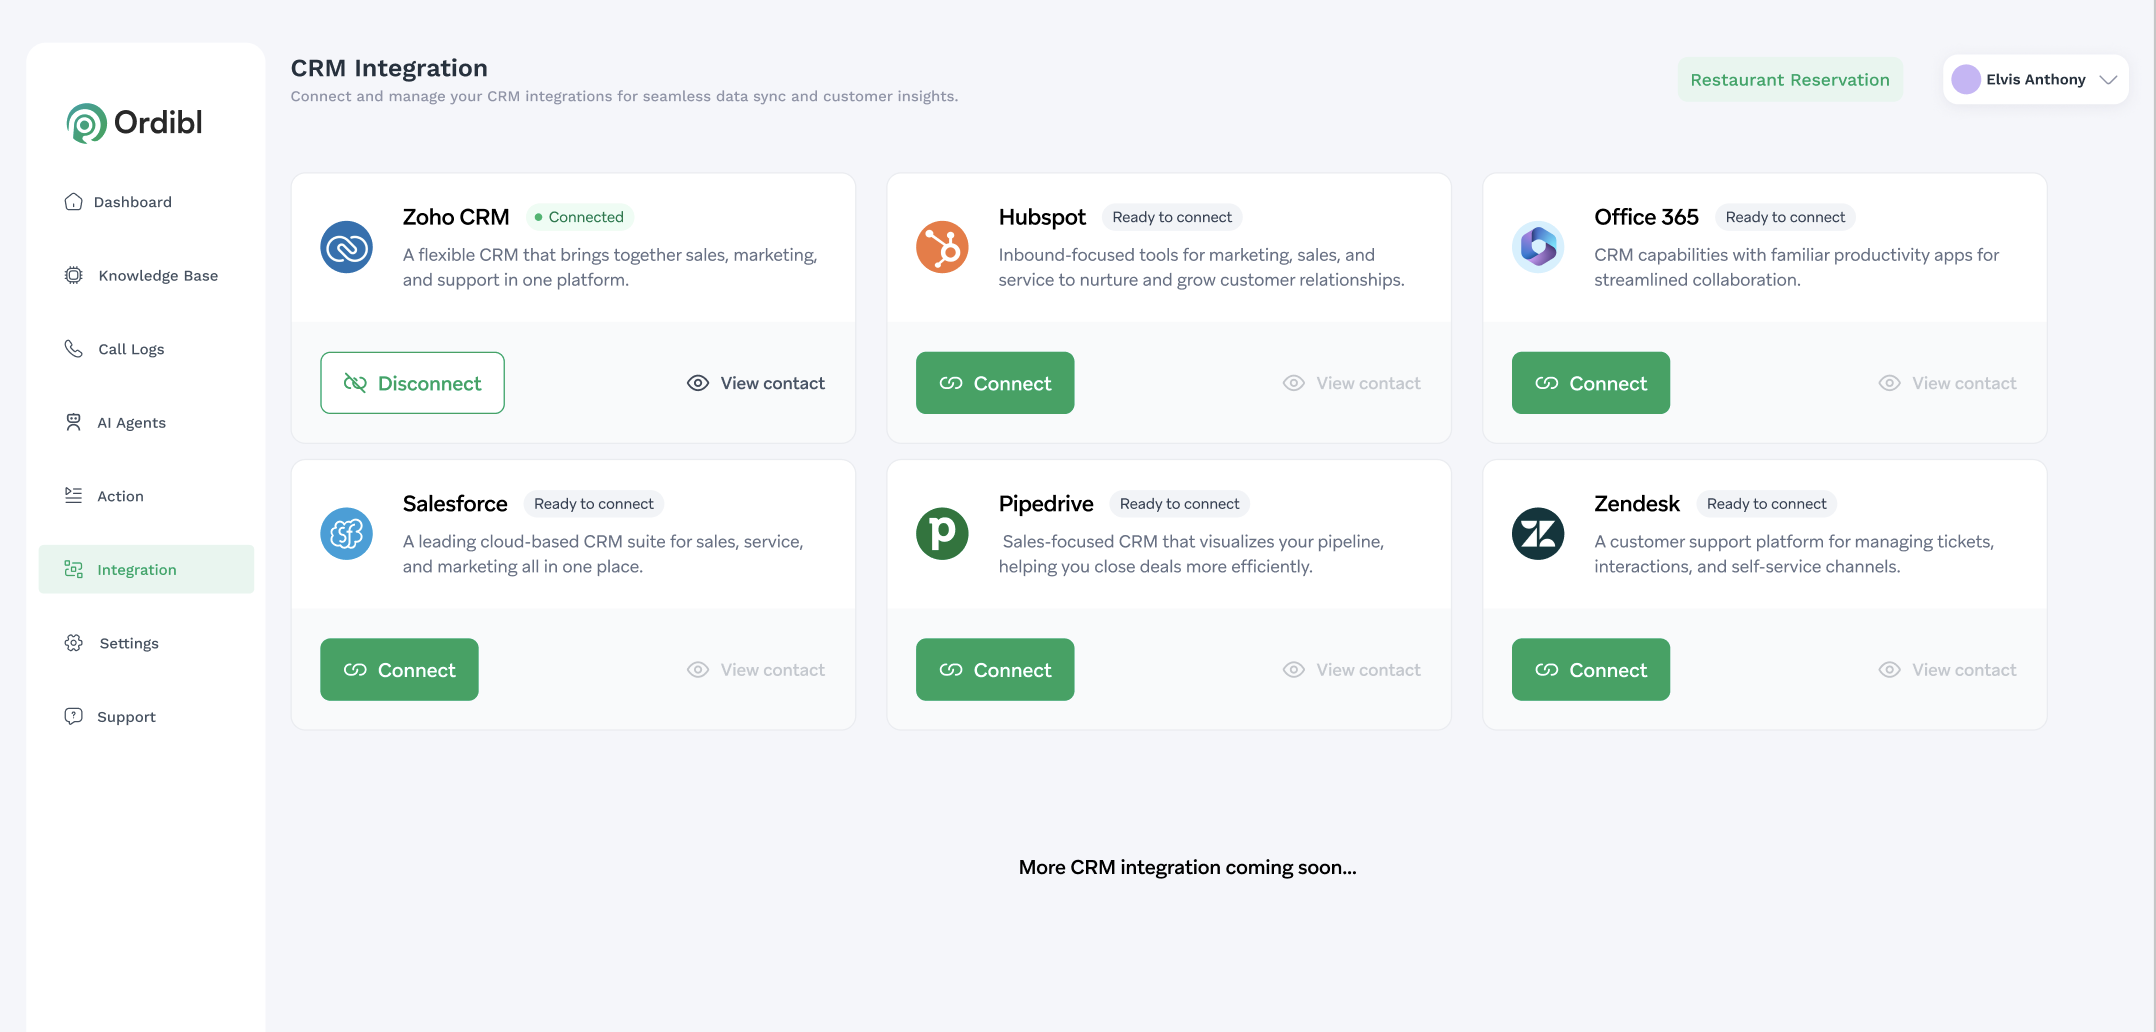 Ordibl
Dashboard
Knowledge Base
Call Logs
AI Agents
Action
Integration
Settings
Support
CRM Integration
Connect and manage your CRM integrations for seamless data sync and customer insights.
Restaurant Reservation
Elvis Anthony
Zoho CRM
Connected
A flexible CRM that brings together sales, marketing,
and support in one platform.
Disconnect
View contact
Hubspot
Ready to connect
Inbound-focused tools for marketing, sales, and
service to nurture and grow customer relationships.
Connect
View contact
Office 365
Ready to connect
CRM capabilities with familiar productivity apps for
streamlined collaboration.
Connect
View contact
sf
Salesforce
Ready to connect
A leading cloud-based CRM suite for sales, service,
and marketing all in one place.
Connect
View contact
p
Pipedrive
Ready to connect
Sales-focused CRM that visualizes your pipeline,
helping you close deals more efficiently.
Connect
View contact
Zendesk
Ready to connect
A customer support platform for managing tickets,
interactions, and self-service channels.
Connect
View contact
More CRM integration coming soon...